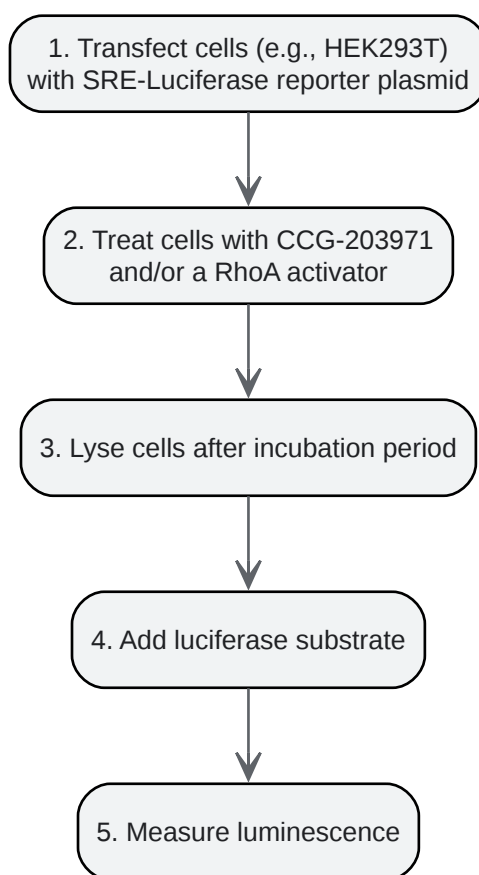 1. Transfect cells (e.g., HEK293T)
with SRE-Luciferase reporter plasmid
2. Treat cells with CCG-203971
and/or a RhoA activator
3. Lyse cells after incubation period
4. Add luciferase substrate
5. Measure luminescence